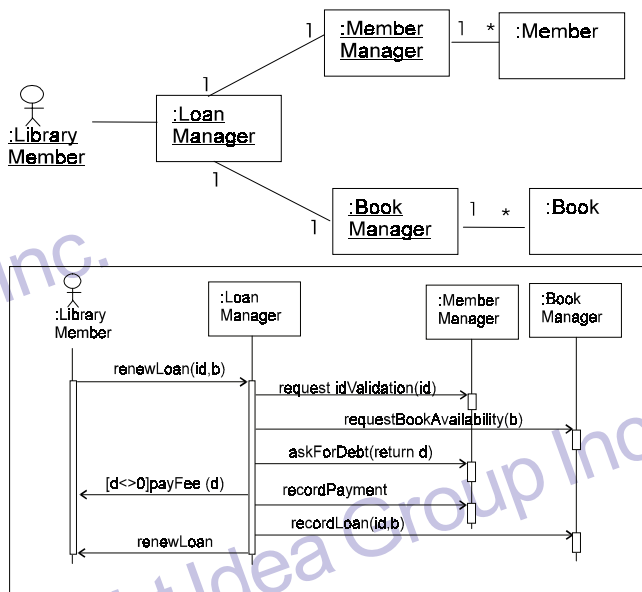 1
:Member
Manager
1
*
:Member
1
:Library
Member
:Loan
Manager
1
1
:Book
Manager
1
*
:Book
Inc.
:Library
Member
:Loan
Manager
:Member
Manager
:Book
Manager
renewLoan(id,b)
request idValidation(id)
requestBookAvailability(b)
askForDebt(return d)
[d<>0]payFee (d)
recordPayment
recordLoan(id,b)
renewLoan
Idea Group Inc